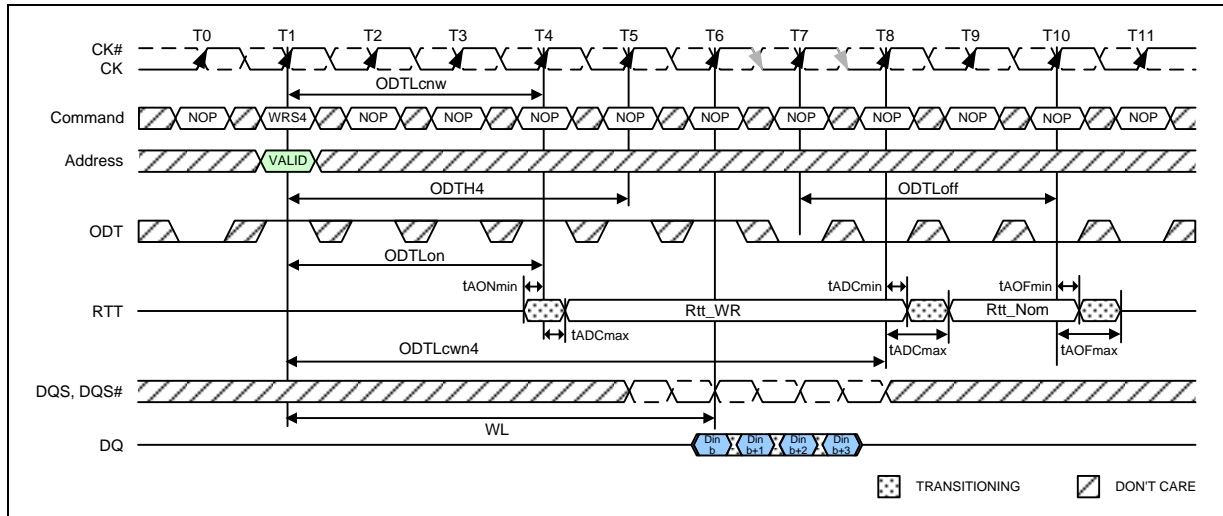 T0 T1 T2 T3 T4 T5 T6 T7 T8 T9 T10 T11
CK#
CK
ODTLcnw
Command NOP WRS4 NOP NOP NOP NOP NOP NOP NOP NOP NOP NOP
Address VALID
ODTH4 ODTLoff
ODT
ODTLon
tAONmin tADCmin tAOFmin
RTT Rtt_WR Rtt_Nom
tADCmax tADCmax tAOFmax
ODTLcwn4
DQS, DQS#
WL
DQ Din b Din b+1 Din b+2 Din b+3
TRANSITIONING DON'T CARE